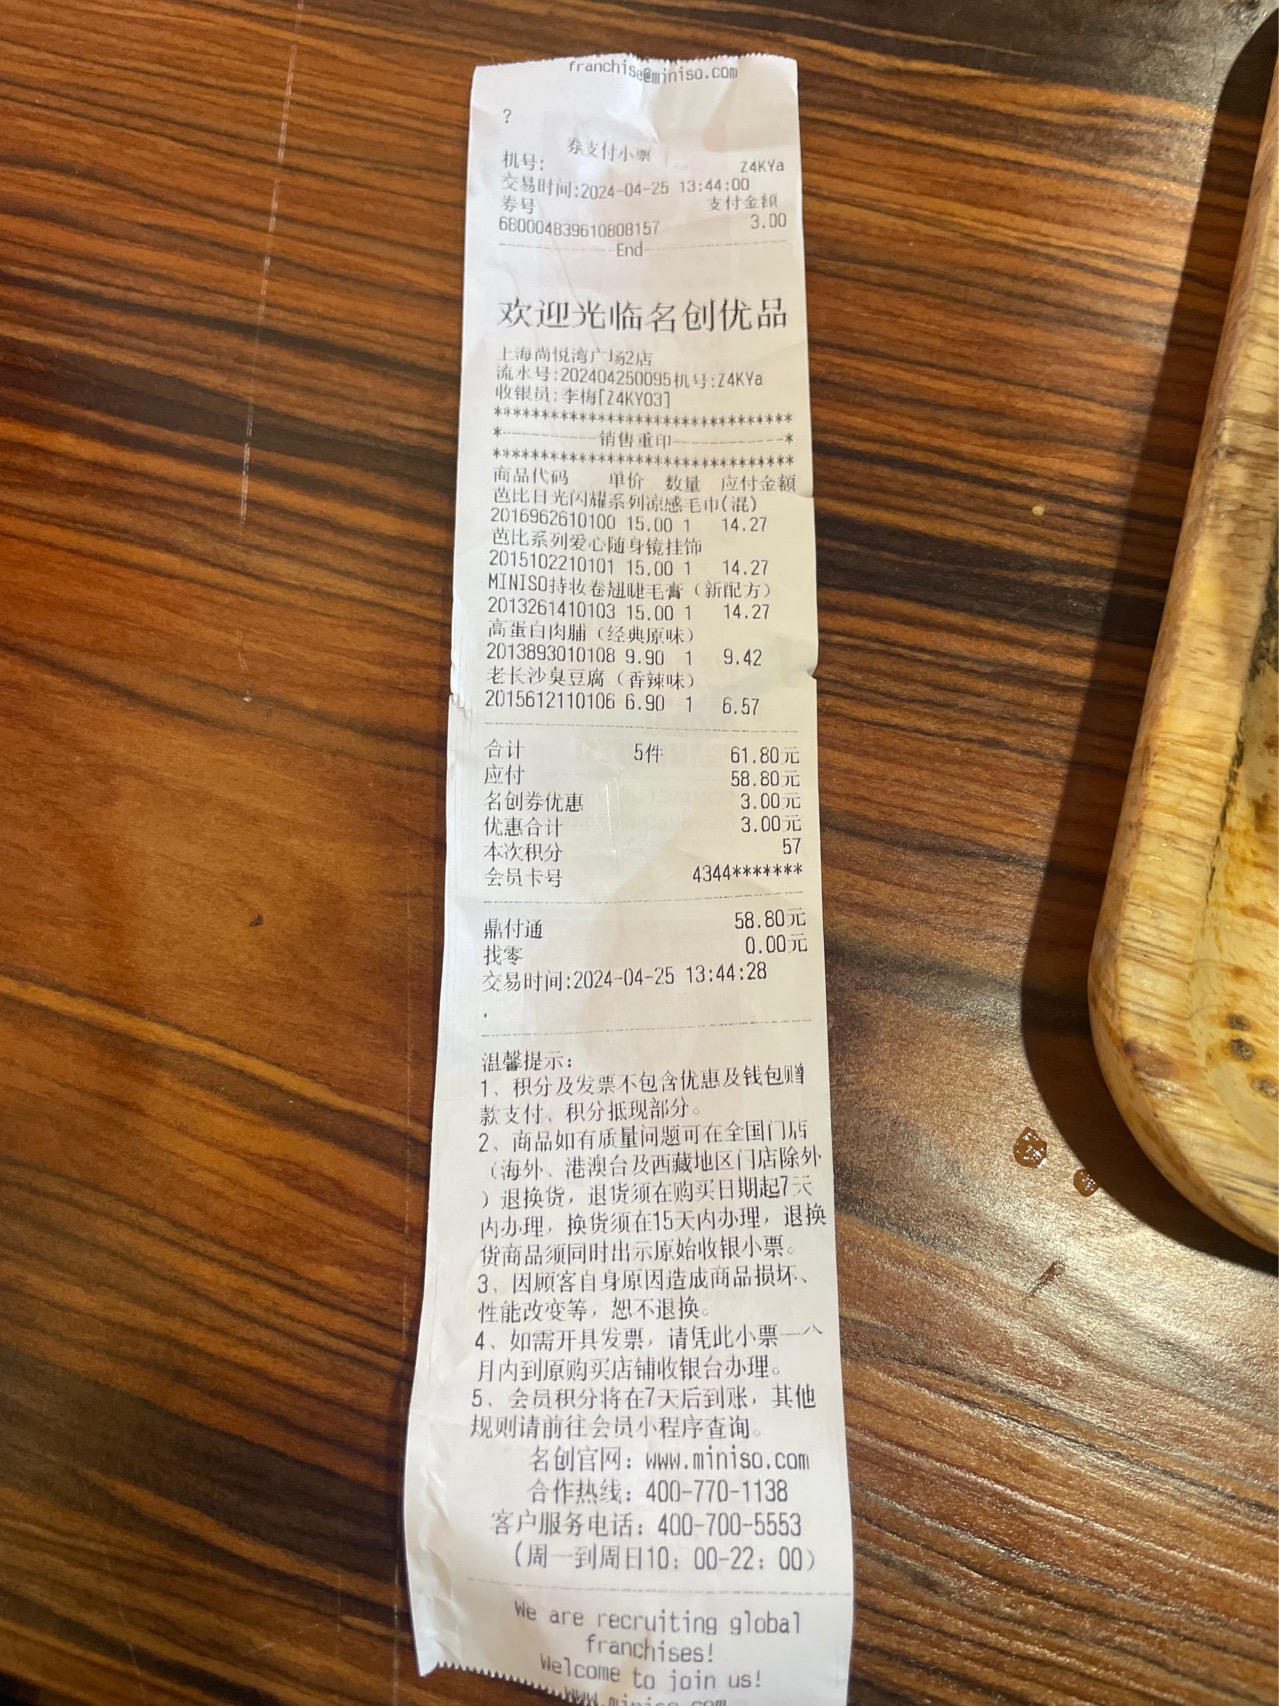 franchise@miniso.com
?
券支付小票
机号: Z4KYa
交易时间:2024-04-25 13:44:00
券号 支付金额
680004839610808157 3.00
End
欢迎光临名创优品
上海尚悦湾广场2店
流水号:202404250095机号:Z4KYa
收银员:李梅[Z4KY03]
*******************************
*-----------销售重印-----------*
*******************************
商品代码 单价 数量 应付金额
芭比日光闪耀系列凉感毛巾(混)
2016962610100 15.00 1 14.27
芭比系列爱心随身镜挂饰
2015102210101 15.00 1 14.27
MINISO持妆卷翘睫毛膏（新配方）
2013261410103 15.00 1 14.27
高蛋白肉脯（经典原味）
2013893010108 9.90 1 9.42
老长沙臭豆腐（香辣味）
2015612110106 6.90 1 6.57
合计 5件 61.80元
应付 58.80元
名创券优惠 3.00元
优惠合计 3.00元
本次积分 57
会员卡号 4344*******
鼎付通 58.80元
找零 0.00元
交易时间:2024-04-25 13:44:28
.
温馨提示:
1、积分及发票不包含优惠及钱包赠
款支付、积分抵现部分。
2、商品如有质量问题可在全国门店
（海外、港澳台及西藏地区门店除外
）退换货，退货须在购买日期起7天
内办理，换货须在15天内办理，退换
货商品须同时出示原始收银小票。
3、因顾客自身原因造成商品损坏、
性能改变等，恕不退换。
4、如需开具发票，请凭此小票一个
月内到原购买店铺收银台办理。
5、会员积分将在7天后到账，其他
规则请前往会员小程序查询。
名创官网：www.miniso.com
合作热线：400-770-1138
客户服务电话：400-700-5553
（周一到周日10：00-22：00）
We are recruiting global
franchises!
Welcome to join us!
www.miniso.com